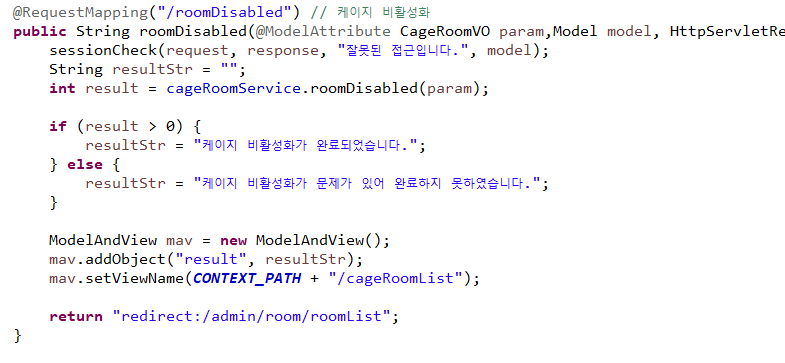 @RequestMapping("/roomDisabled") // 케이지 비활성화
public String roomDisabled(@ModelAttribute CageRoomVO param,Model model, HttpServletRe
sessionCheck(request, response, "잘못된 접근입니다.", model);
String resultStr = "";
int result = cageRoomService.roomDisabled(param);
if (result > 0) {
resultStr = "케이지 비활성화가 완료되었습니다.";
} else {
resultStr = "케이지 비활성화가 문제가 있어 완료하지 못하였습니다.";
}
ModelAndView mav = new ModelAndView();
mav.addObject("result", resultStr);
mav.setViewName(CONTEXT_PATH + "/cageRoomList");
return "redirect:/admin/room/roomList";
}